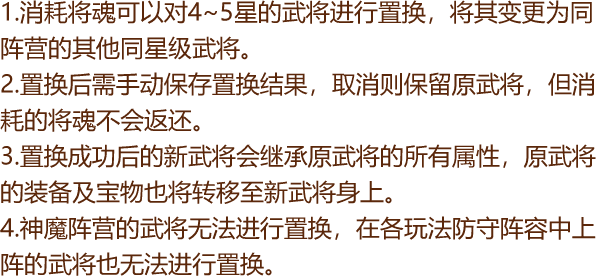 1.消耗将魂可以对4~5星的武将进行置换，将其变更为同
阵营的其他同星级武将。
2.置换后需手动保存置换结果，取消则保留原武将，但消
耗的将魂不会返还。
3.置换成功后的新武将会继承原武将的所有属性，原武将
的装备及宝物也将转移至新武将身上。
4.神魔阵营的武将无法进行置换，在各玩法防守阵容中上
阵的武将也无法进行置换。